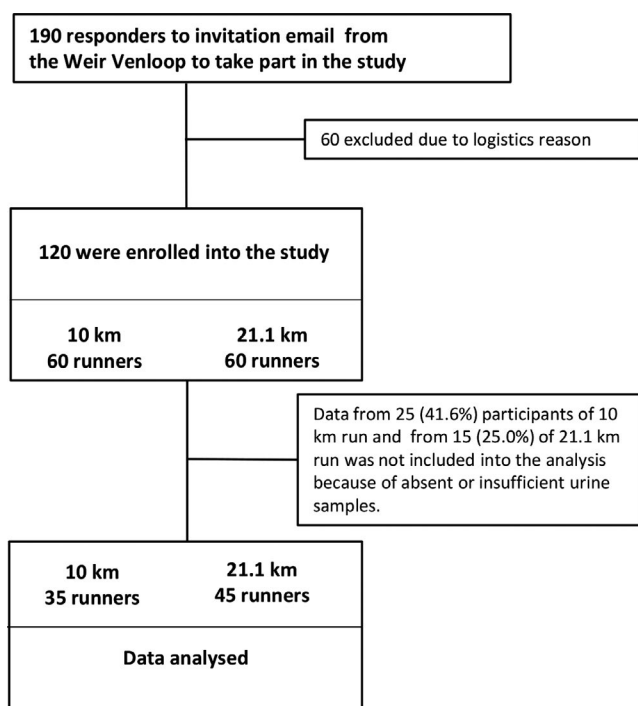 190 responders to invitation email from
the Weir Venloop to take part in the study
60 excluded due to logistics reason
120 were enrolled into the study
10 km
60 runners
21.1 km
60 runners
Data from 25 (41.6%) participants of 10
km run and from 15 (25.0%) of 21.1 km
run was not included into the analysis
because of absent or insufficient urine
samples.
10 km
35 runners
21.1 km
45 runners
Data analysed